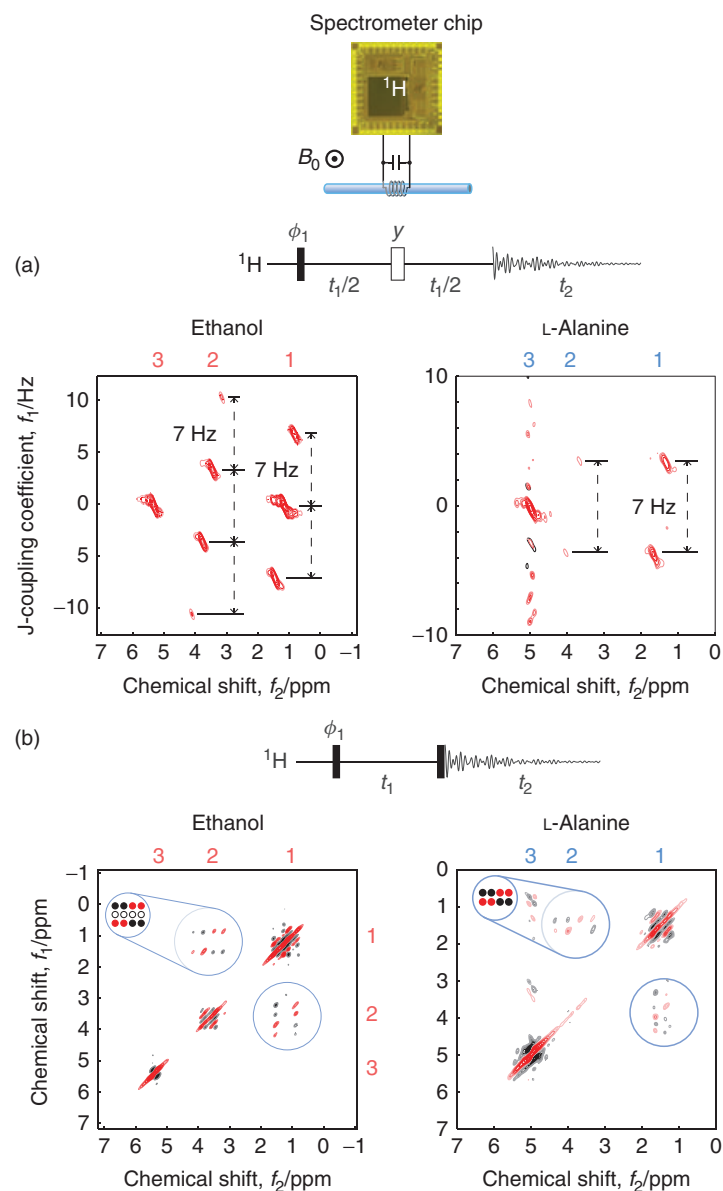 Spectrometer chip
¹H
B₀
(a)
ϕ₁
y
¹H
t₁/2
t₁/2
t₂
Ethanol
L-Alanine
3 2 1
3 2 1
J-coupling coefficient, f₁/Hz
10
5
0
5
−10
7 Hz
7 Hz
7 6 5 4 3 2 1 0 −1
Chemical shift, f₂/ppm
10
0
−10
7 Hz
7 6 5 4 3 2 1 0
Chemical shift, f₂/ppm
(b)
ϕ₁
¹H
t₁
t₂
Ethanol
L-Alanine
3 2 1
3 2 1
Chemical shift, f₁/ppm
−1
0
1
2
3
4
5
6
7
1
2
3
7 6 5 4 3 2 1 0 −1
Chemical shift, f₂/ppm
Chemical shift, f₁/ppm
0
1
2
3
4
5
6
7
7 6 5 4 3 2 1 0
Chemical shift, f₂/ppm